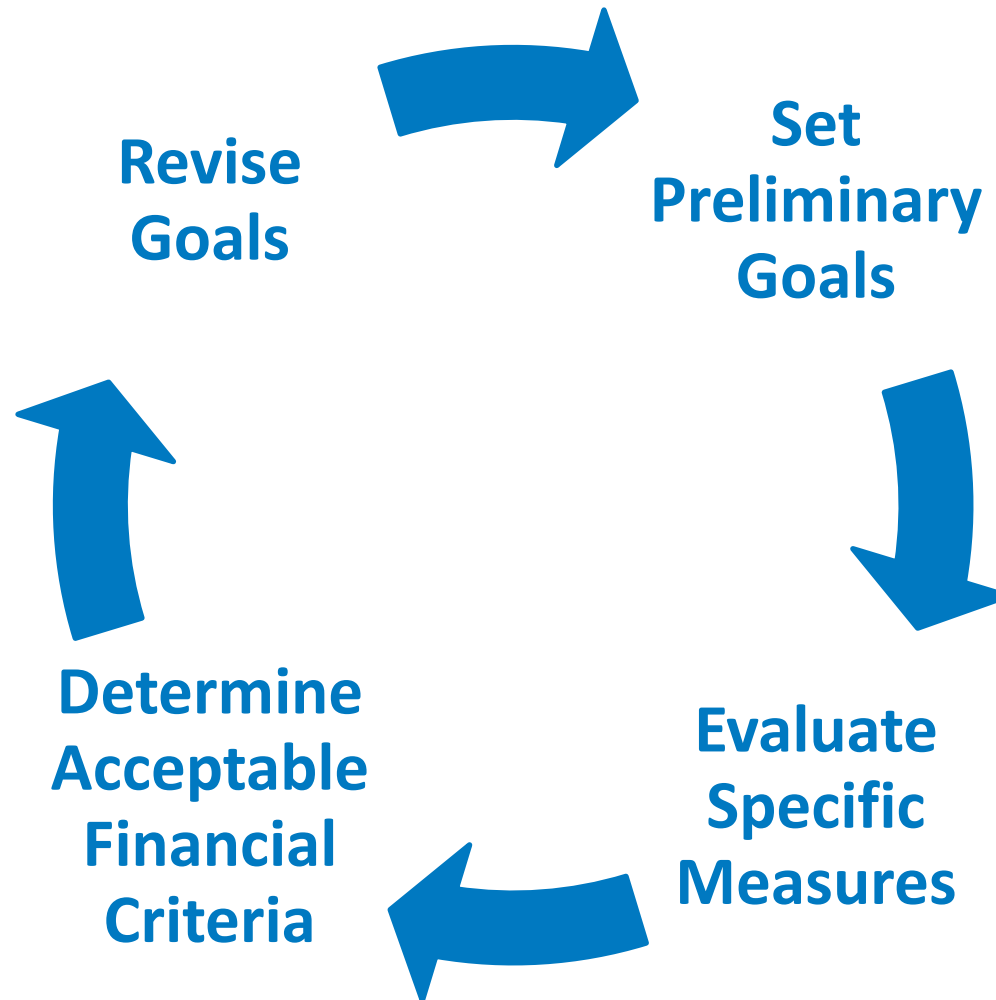 Revise
Goals
Set
Preliminary
Goals
Evaluate
Specific
Measures
Determine
Acceptable
Financial
Criteria